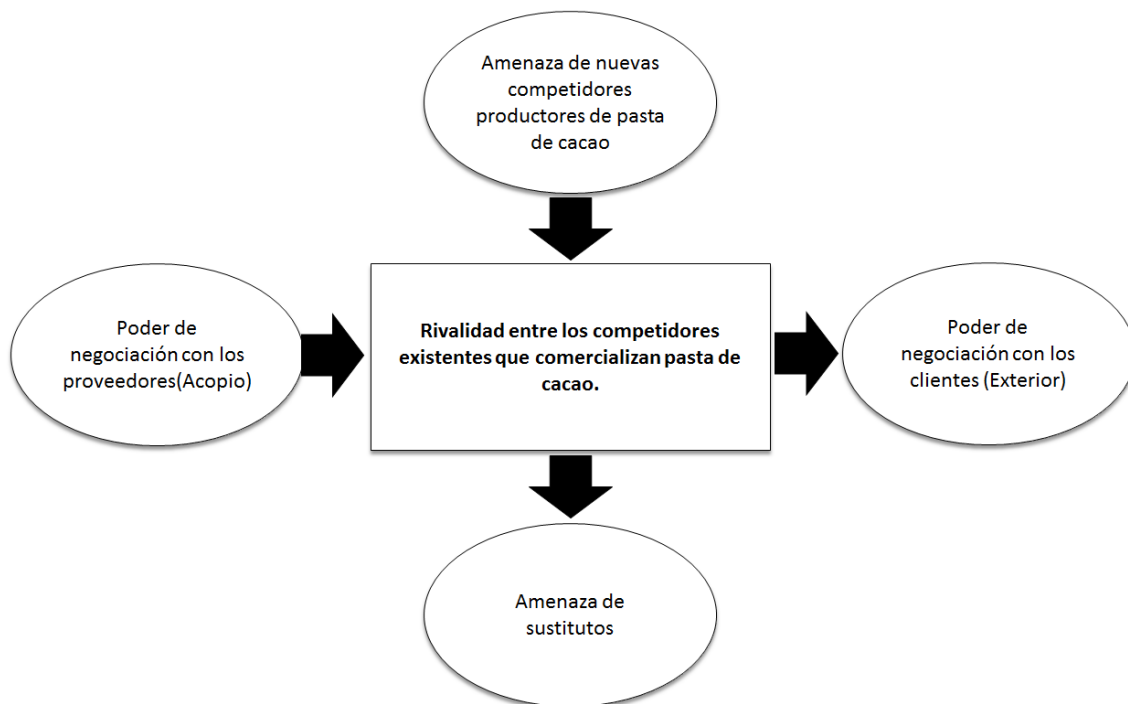 Amenaza de nuevas
competidores
productores de pasta
de cacao
Poder de
negociación con los
proveedores(Acopio)
Rivalidad entre los competidores
existentes que comercializan pasta de
cacao.
Poder de
negociación con los
clientes (Exterior)
Amenaza de
sustitutos